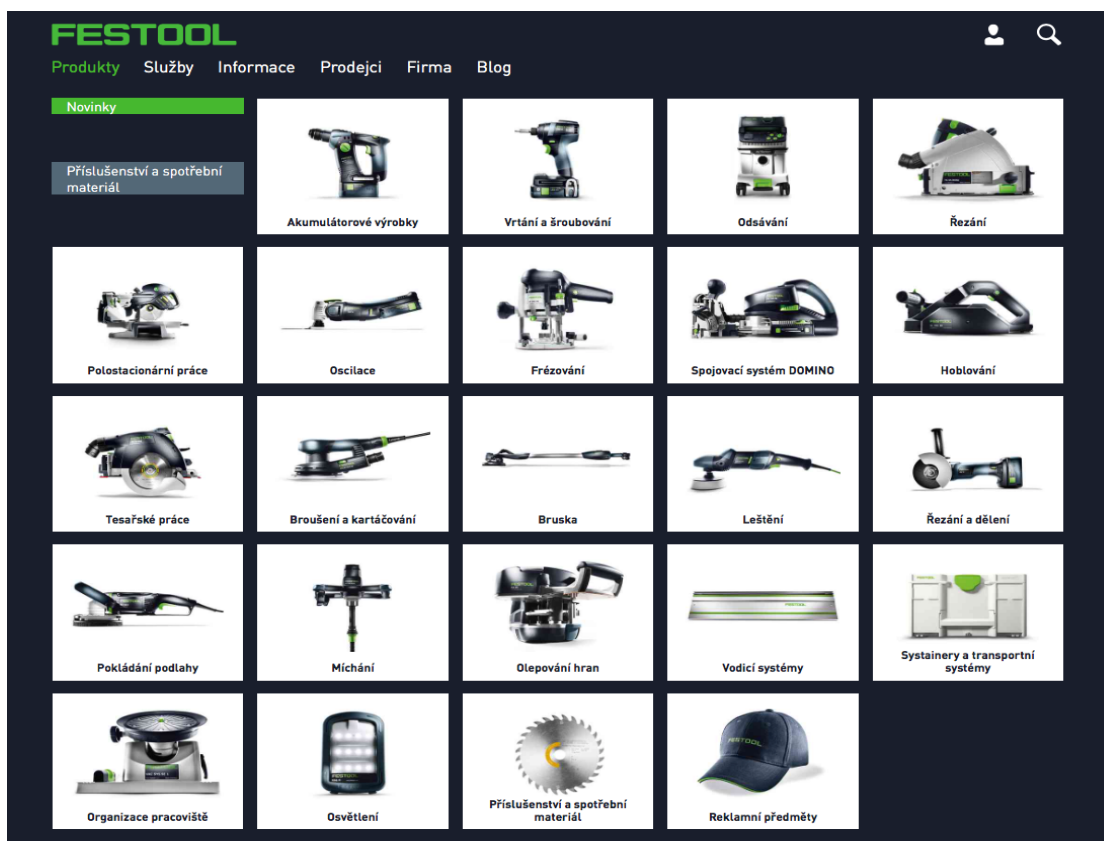 FESTOOL
Produkty Služby Informace Prodejci Firma Blog
Novinky
Příslušenství a spotřební
materiál
Akumulátorové výrobky
Vrtání a šroubování
Odsávání
Řezání
Polostacionární práce
Oscilace
Frézování
Spojovací systém DOMINO
Hoblování
Tesařské práce
Broušení a kartáčování
Bruska
Leštění
Řezání a dělení
Pokládání podlahy
Míchání
Olepování hran
Vodicí systémy
Systainery a transportní
systémy
Organizace pracoviště
Osvětlení
Příslušenství a spotřební
materiál
Reklamní předměty